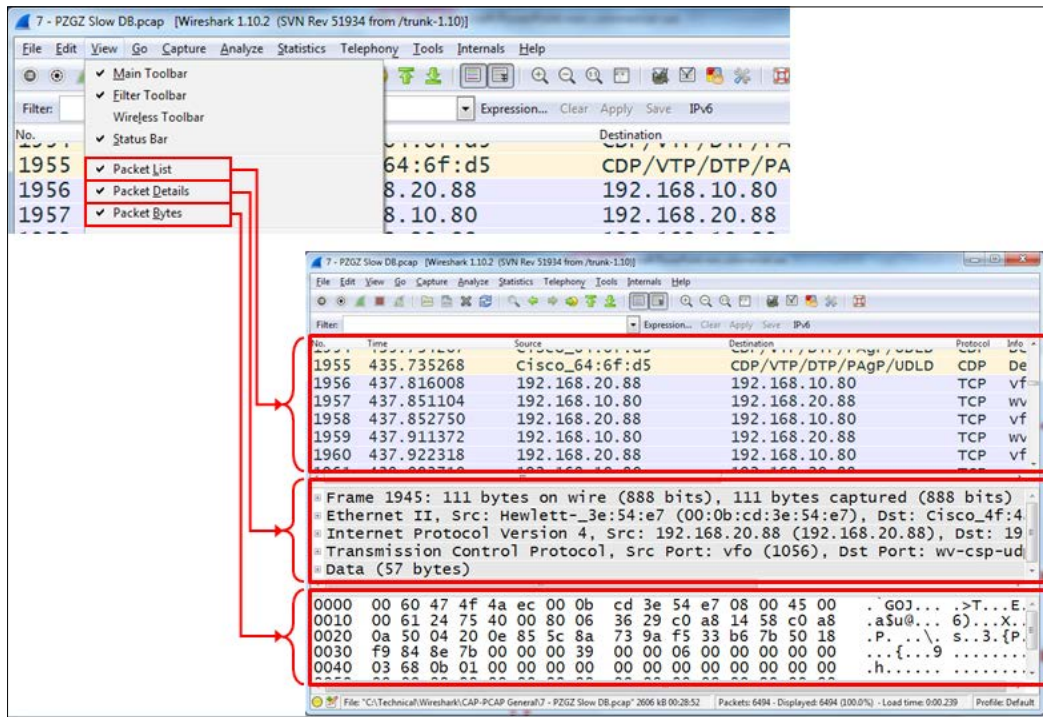 7 - PZGZ Slow DB.pcap [Wireshark 1.10.2 (SVN Rev 51934 from /trunk-1.10)]
File Edit View Go Capture Analyze Statistics Telephony Tools Internals Help
✔ Main Toolbar
✔ Filter Toolbar
Wireless Toolbar
✔ Status Bar
✔ Packet List
✔ Packet Details
✔ Packet Bytes
Filter: Expression... Clear Apply Save IPv6
No. Destination
1955 64:6f:d5 CDP/VTP/DTP/PA
1956 8.20.88 192.168.10.80
1957 8.10.80 192.168.20.88
7 - PZGZ Slow DB.pcap [Wireshark 1.10.2 (SVN Rev 51934 from /trunk-1.10)]
File Edit View Go Capture Analyze Statistics Telephony Tools Internals Help
Filter: Expression... Clear Apply Save IPv6
No. Time Source Destination Protocol Info
1955 435.735268 Cisco_64:6f:d5 CDP/VTP/DTP/PAgP/UDLD CDP De
1956 437.816008 192.168.20.88 192.168.10.80 TCP vf
1957 437.851104 192.168.10.80 192.168.20.88 TCP wv
1958 437.852750 192.168.20.88 192.168.10.80 TCP vf
1959 437.911372 192.168.10.80 192.168.20.88 TCP wv
1960 437.922318 192.168.20.88 192.168.10.80 TCP vf
Frame 1945: 111 bytes on wire (888 bits), 111 bytes captured (888 bits)
Ethernet II, Src: Hewlett-_3e:54:e7 (00:0b:cd:3e:54:e7), Dst: Cisco_4f:4
Internet Protocol Version 4, Src: 192.168.20.88 (192.168.20.88), Dst: 19
Transmission Control Protocol, Src Port: vfo (1056), Dst Port: wv-csp-ud
Data (57 bytes)
0000 00 60 47 4f 4a ec 00 0b cd 3e 54 e7 08 00 45 00 .`GOJ... .>T...E.
0010 00 61 24 75 40 00 80 06 36 29 c0 a8 14 58 c0 a8 .a$u@... 6)...X..
0020 0a 50 04 20 0e 85 5c 8a 73 9a f5 33 b6 7b 50 18 .P. ..\. s..3.{P.
0030 f9 84 8e 7b 00 00 00 39 00 00 06 00 00 00 00 00 ...{...9 ........
0040 03 68 0b 01 00 00 00 00 00 00 00 00 00 00 00 00 .h...... ........
File: "C:\Technical\Wireshark\CAP-PCAP General\7 - PZGZ Slow DB.pcap" 2606 kB 00:28:52 Packets: 6494 · Displayed: 6494 (100.0%) · Load time: 0:00.239 Profile: Default